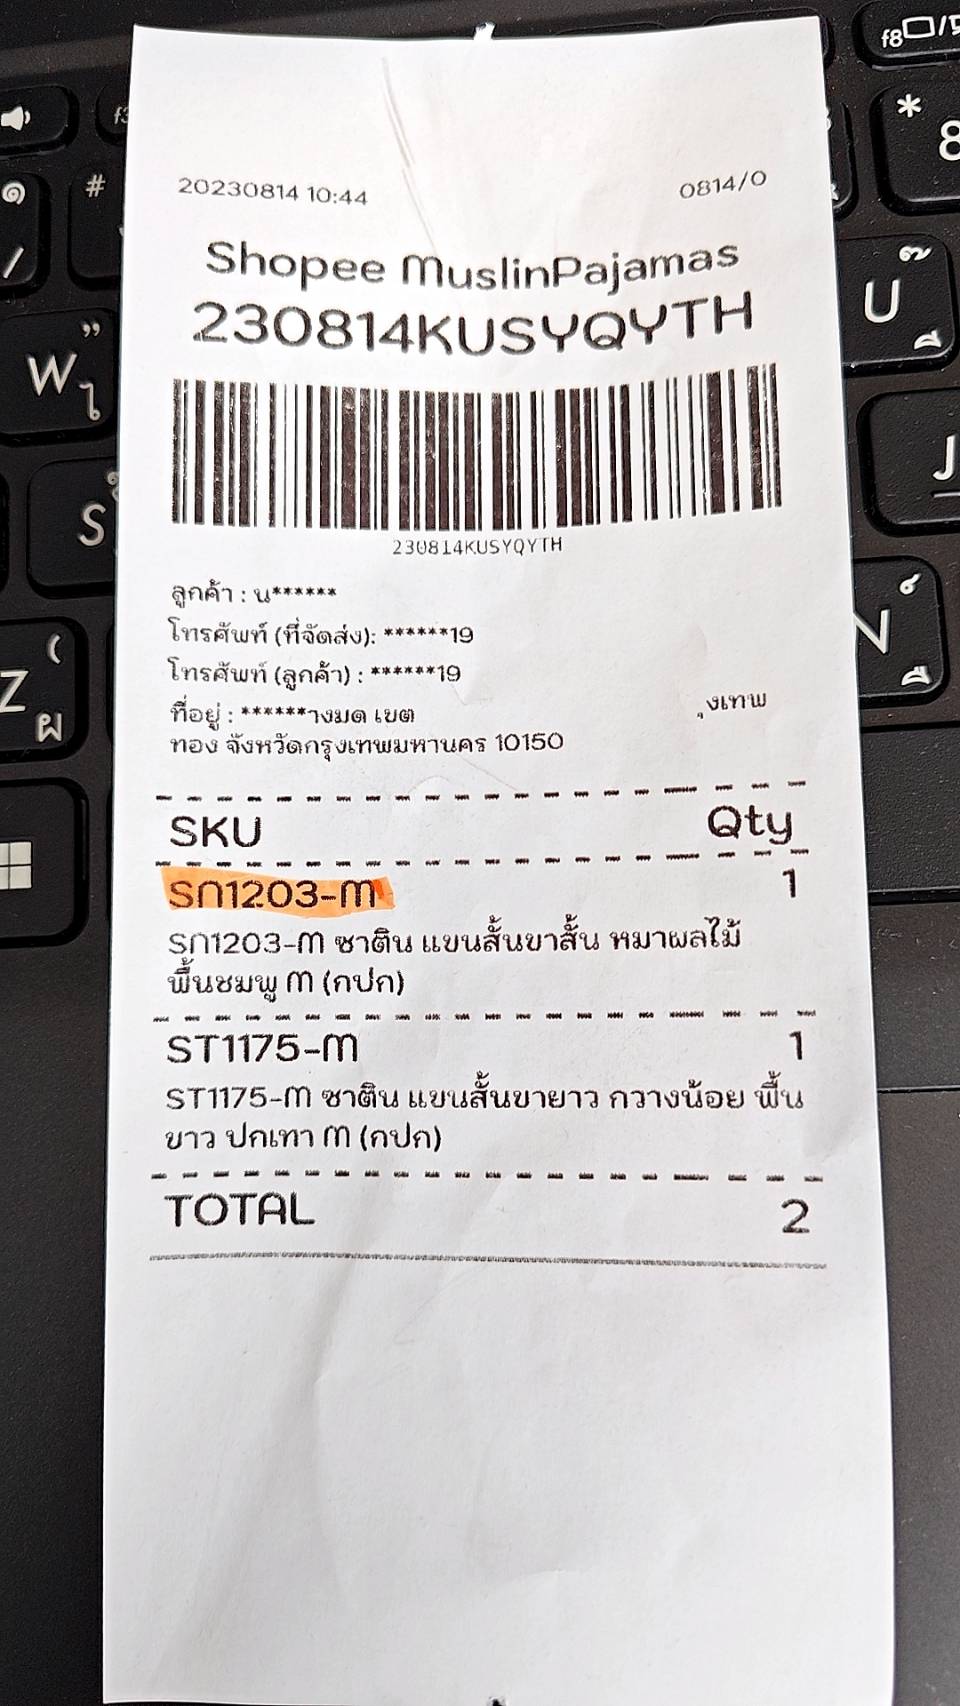 20230814 10:44 0814/0
Shopee MuslinPajamas
230814KUSYQYTH
230814KUSYQYTH
ลูกค้า : น******
โทรศัพท์ (ที่จัดส่ง): ******19
โทรศัพท์ (ลูกค้า) : ******19
ที่อยู่ : ******างมด เขต ุงเทพ
ทอง จังหวัดกรุงเทพมหานคร 10150
SKU Qty
SN1203-M 1
SN1203-M ซาติน แขนสั้นขาสั้น หมาผลไม้
พื้นชมพู M (กปก)
ST1175-M 1
ST1175-M ซาติน แขนสั้นขายาว กวางน้อย พื้น
ขาว ปกเทา M (กปก)
TOTAL 2
f8
*
8
#
W
ๆ
U
S
J
Z
(
ผ
N